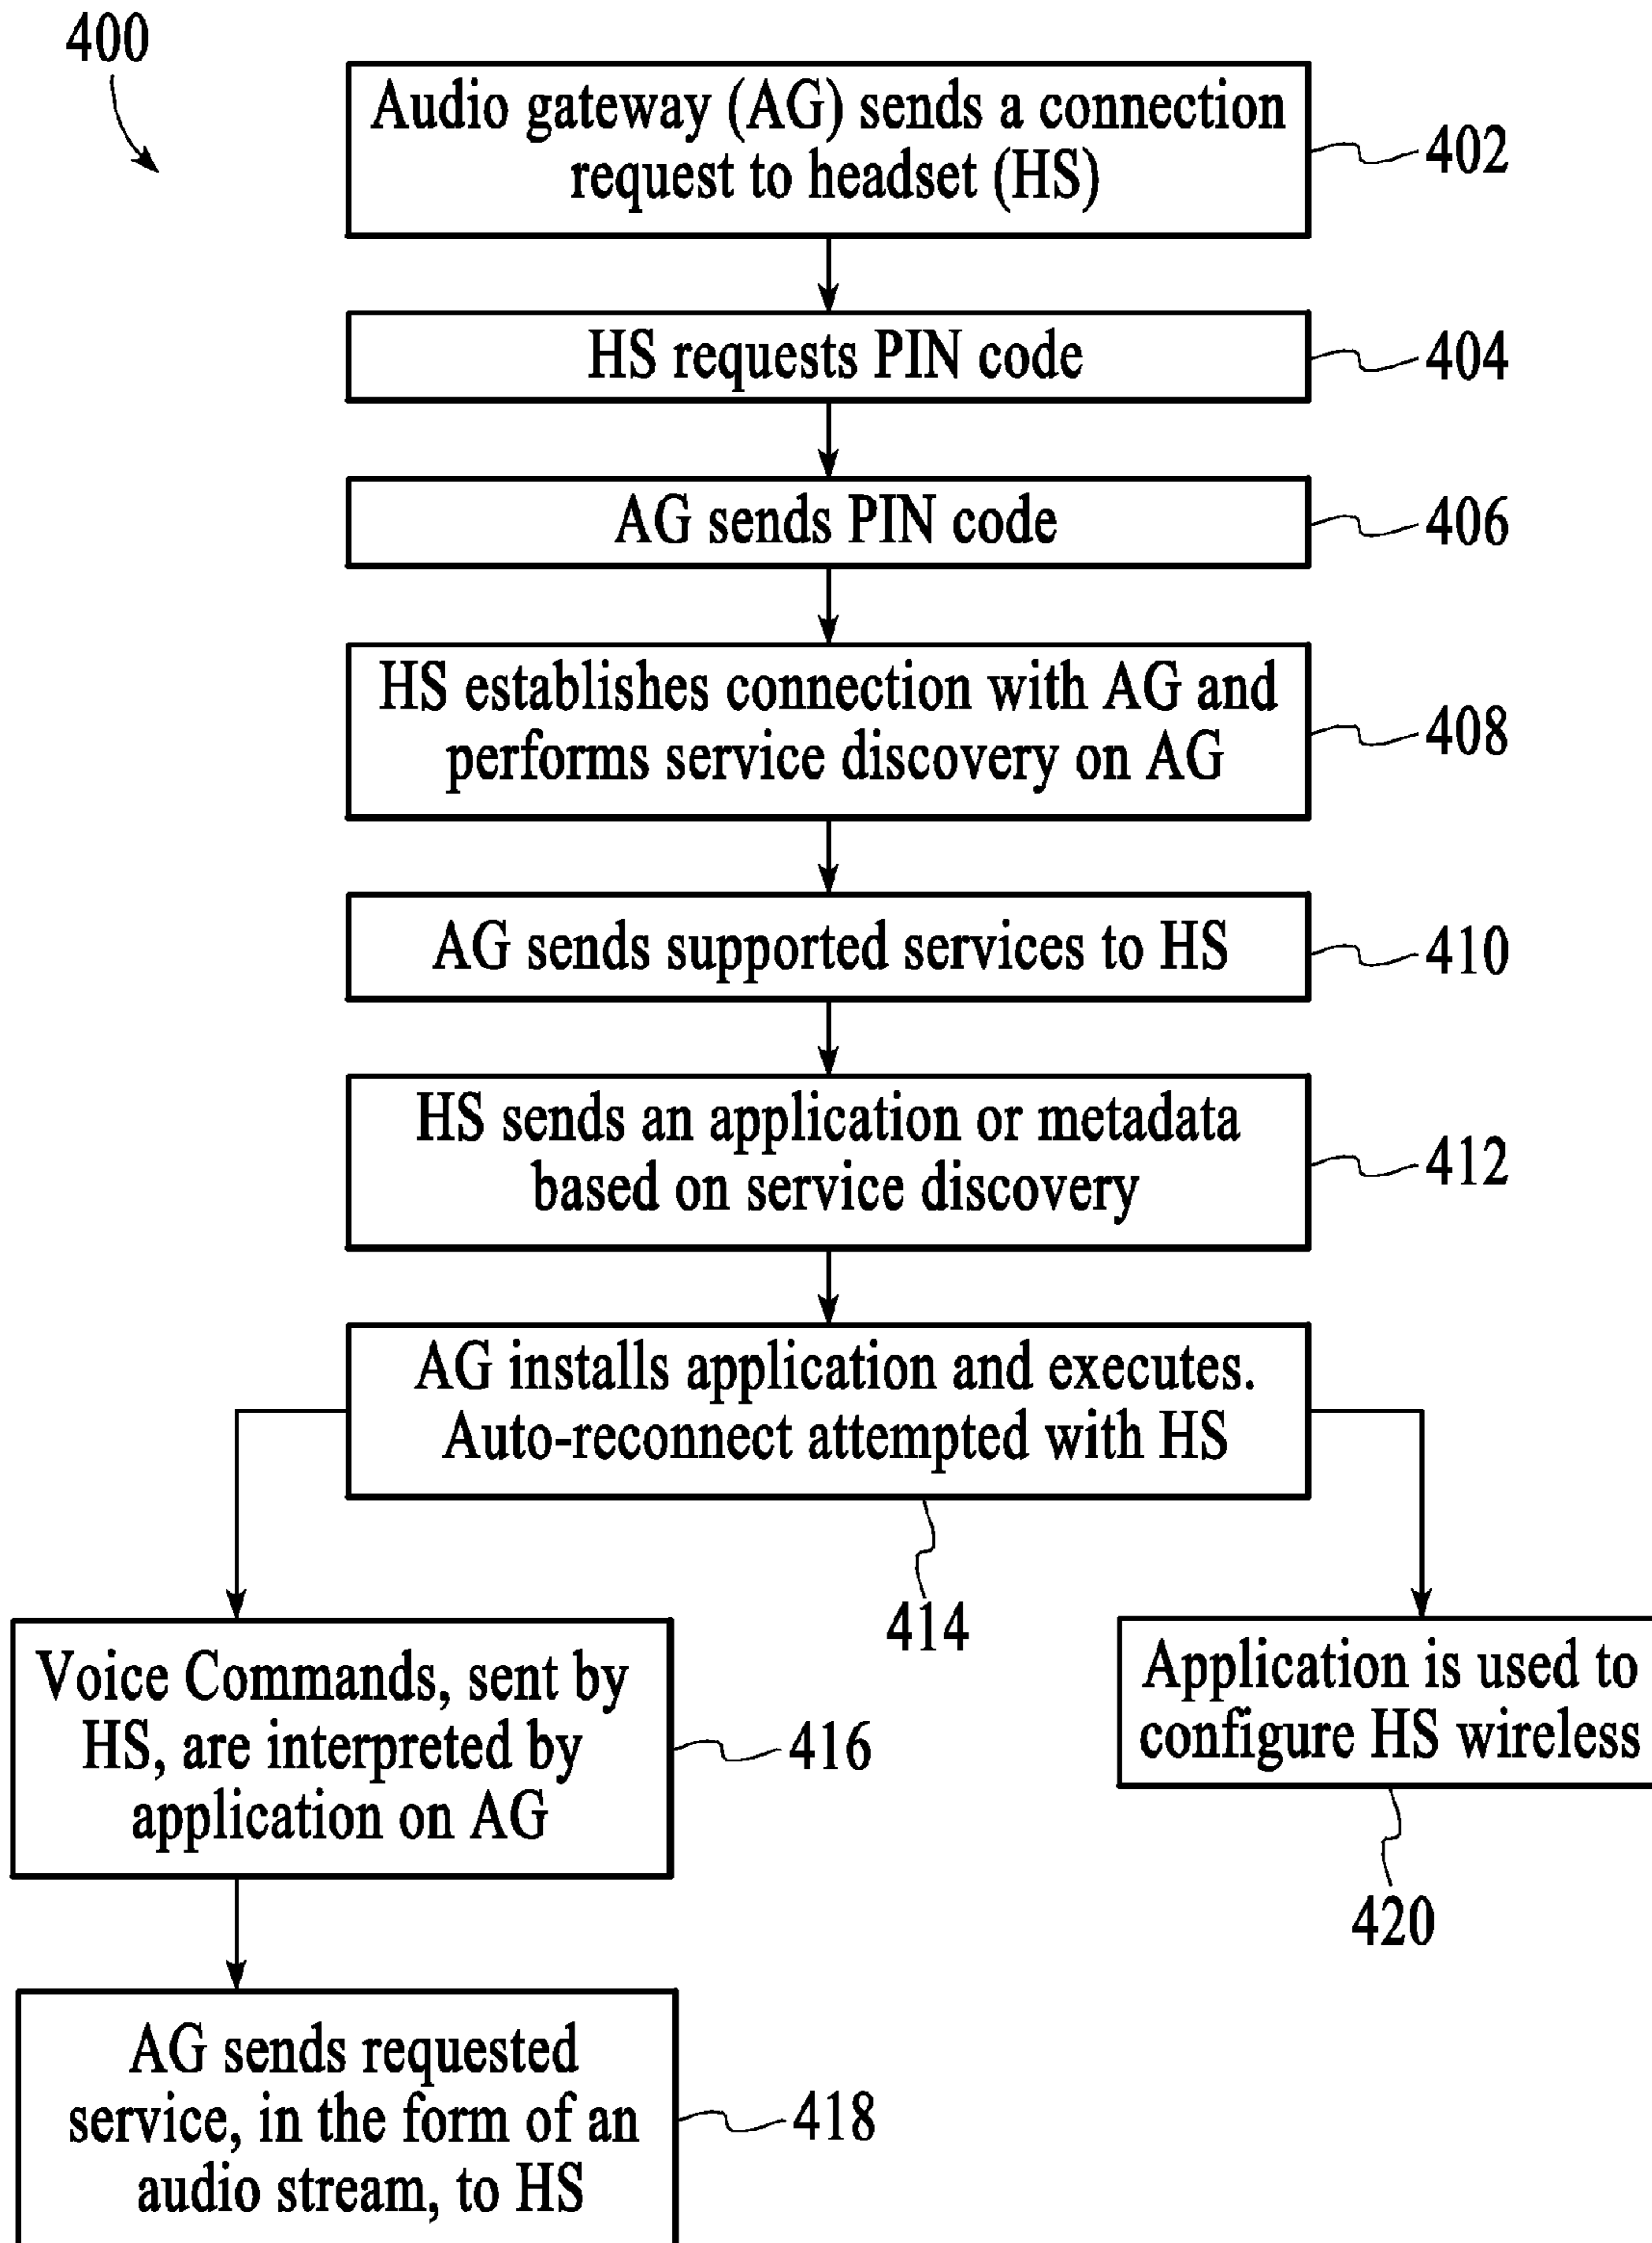 400
Audio gateway (AG) sends a connection
request to headset (HS)
402
HS requests PIN code
404
AG sends PIN code
406
HS establishes connection with AG and
performs service discovery on AG
408
AG sends supported services to HS
410
HS sends an application or metadata
based on service discovery
412
AG installs application and executes.
Auto-reconnect attempted with HS
414
Voice Commands, sent by
HS, are interpreted by
application on AG
416
Application is used to
configure HS wireless
420
AG sends requested
service, in the form of an
audio stream, to HS
418